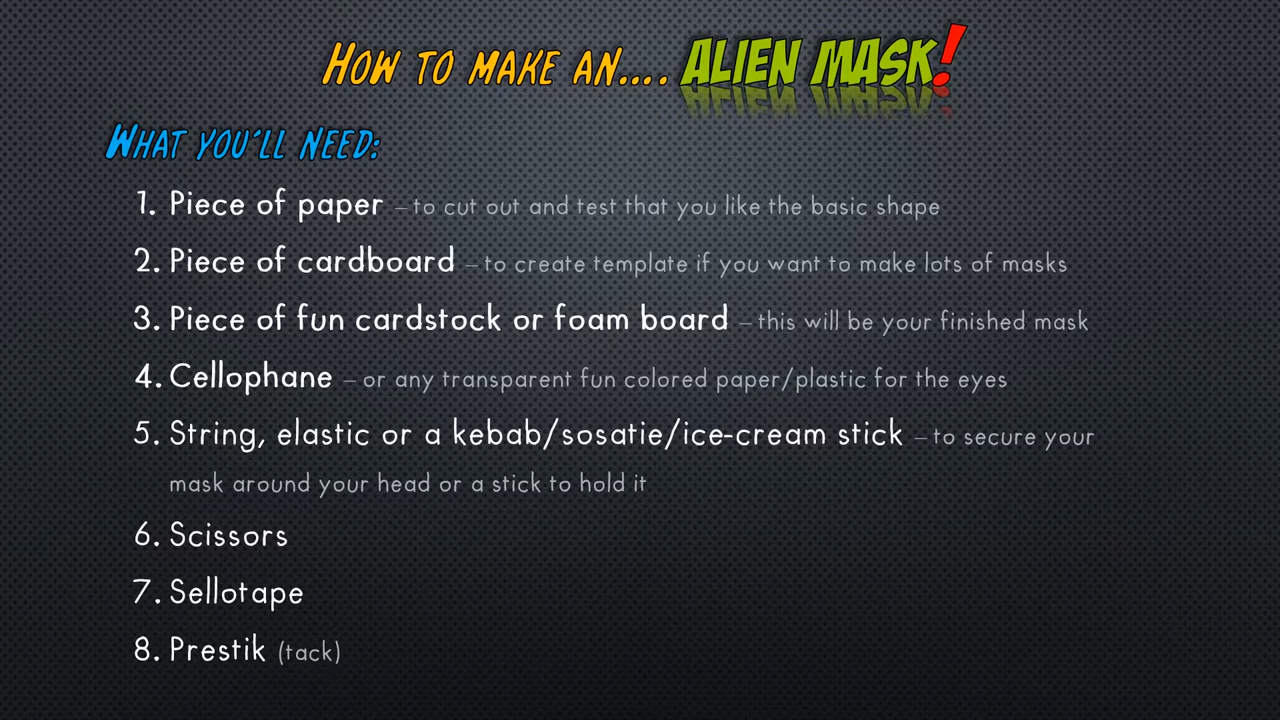 How to make an.... Alien Mask!
What you'll need:
1. Piece of paper – to cut out and test that you like the basic shape
2. Piece of cardboard – to create template if you want to make lots of masks
3. Piece of fun cardstock or foam board – this will be your finished mask
4. Cellophane – or any transparent fun colored paper/plastic for the eyes
5. String, elastic or a kebab/sosatie/ice-cream stick – to secure your
mask around your head or a stick to hold it
6. Scissors
7. Sellotape
8. Prestik (tack)